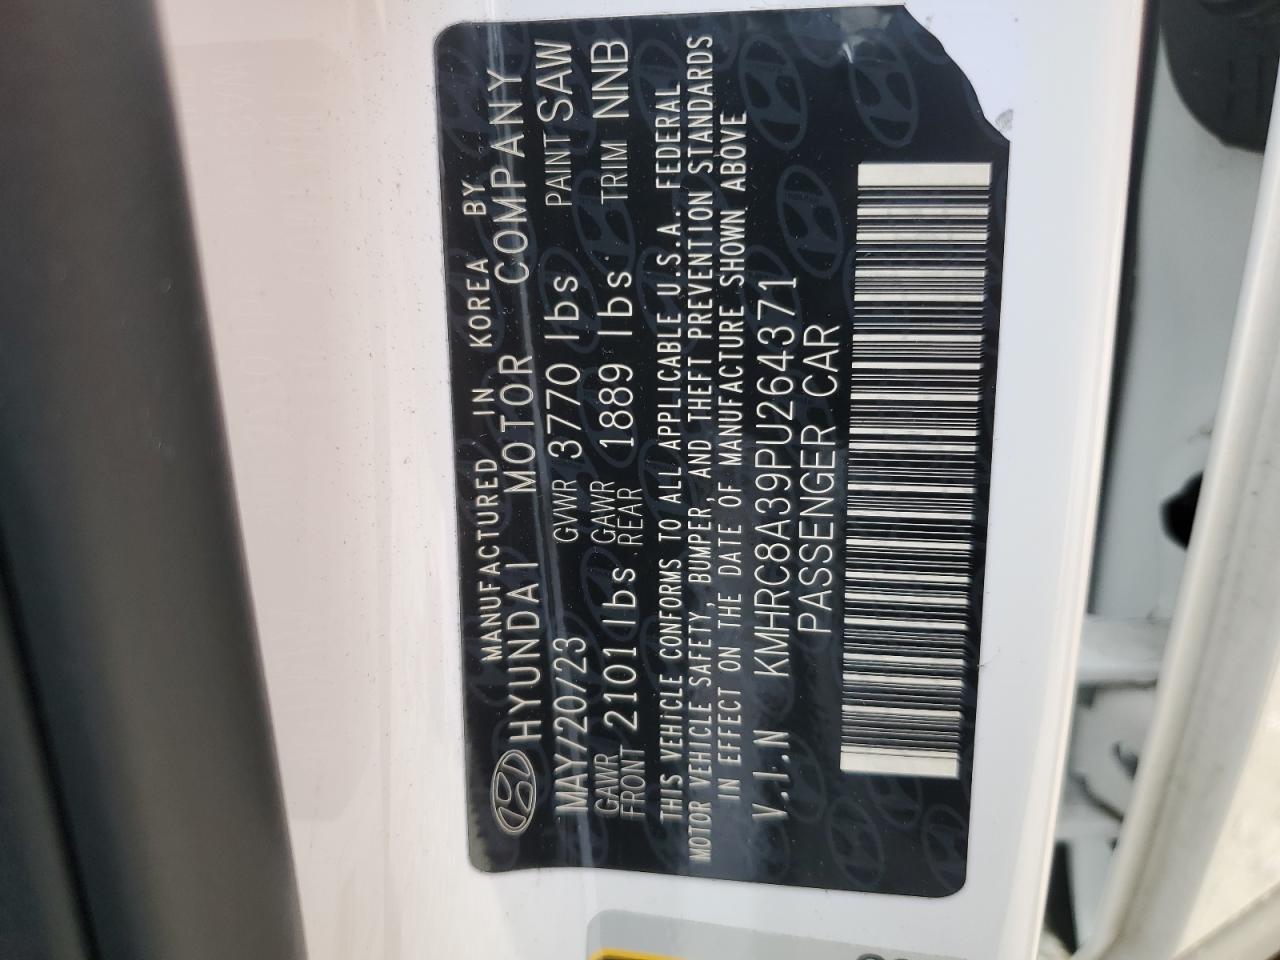 MANUFACTURED IN KOREA BY
HYUNDAI MOTOR COMPANY
MAY/20/23 GVWR 3770 lbs PAINT SAW
GAWR FRONT 2101 lbs GAWR REAR 1889 lbs TRIM NNB
THIS VEHICLE CONFORMS TO ALL APPLICABLE U.S.A. FEDERAL
MOTOR VEHICLE SAFETY, BUMPER, AND THEFT PREVENTION STANDARDS
IN EFFECT ON THE DATE OF MANUFACTURE SHOWN ABOVE
V.I.N KMHRC8A39PU264371
PASSENGER CAR